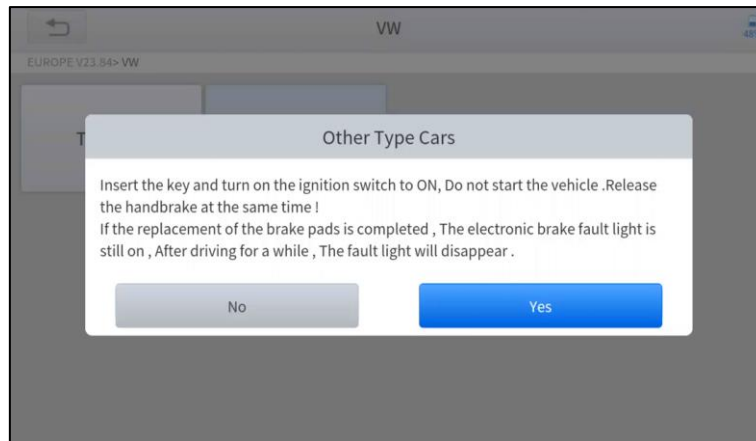 VW
48%
EUROPE V23.84> VW
T
Other Type Cars
Insert the key and turn on the ignition switch to ON, Do not start the vehicle .Release
the handbrake at the same time !
If the replacement of the brake pads is completed , The electronic brake fault light is
still on , After driving for a while , The fault light will disappear .
No
Yes